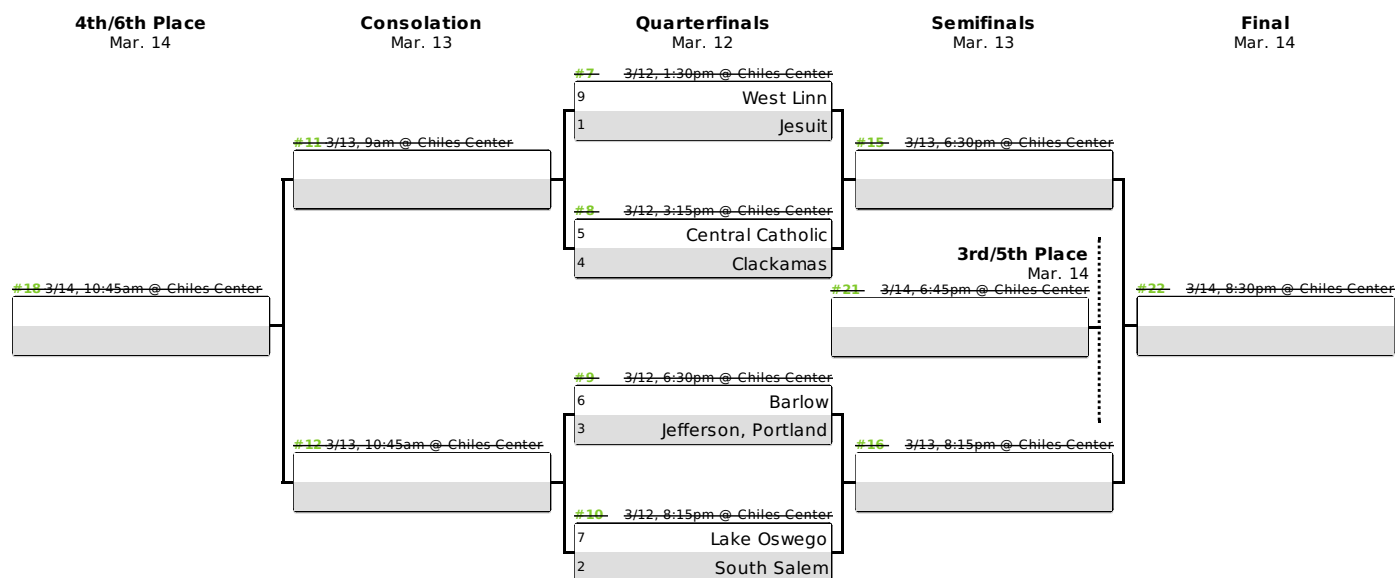 4th/6th Place
Mar. 14
Consolation
Mar. 13
Quarterfinals
Mar. 12
Semifinals
Mar. 13
Final
Mar. 14
#7 3/12, 1:30pm @ Chiles Center
9 West Linn
1 Jesuit
#11 3/13, 9am @ Chiles Center
#15 3/13, 6:30pm @ Chiles Center
#8 3/12, 3:15pm @ Chiles Center
5 Central Catholic
4 Clackamas
3rd/5th Place
Mar. 14
#18 3/14, 10:45am @ Chiles Center
#21 3/14, 6:45pm @ Chiles Center
#22 3/14, 8:30pm @ Chiles Center
#9 3/12, 6:30pm @ Chiles Center
6 Barlow
3 Jefferson, Portland
#12 3/13, 10:45am @ Chiles Center
#16 3/13, 8:15pm @ Chiles Center
#10 3/12, 8:15pm @ Chiles Center
7 Lake Oswego
2 South Salem